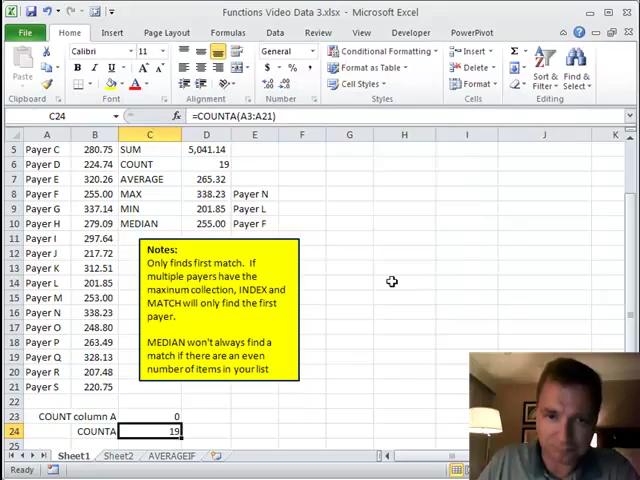 Functions Video Data 3.xlsx - Microsoft Excel
File Home Insert Page Layout Formulas Data Review View Developer PowerPivot
Calibri 11 General Conditional Formatting Insert
Paste B I U A A $ % , Format as Table Delete Sort & Find &
Cell Styles Format Filter Select
Clipboard Font Alignment Number Styles Cells Editing
C24 fx =COUNTA(A3:A21)
A B C D E F G H I J K
5 Payer C 280.75 SUM 5,041.14
6 Payer D 224.74 COUNT 19
7 Payer E 320.26 AVERAGE 265.32
8 Payer F 255.00 MAX 338.23 Payer N
9 Payer G 337.14 MIN 201.85 Payer L
10 Payer H 279.09 MEDIAN 255.00 Payer F
11 Payer I 297.64
12 Payer J 217.72
13 Payer K 312.51
14 Payer L 201.85
15 Payer M 253.00
16 Payer N 338.23
17 Payer O 248.80
18 Payer P 263.49
19 Payer Q 328.13
20 Payer R 207.48
21 Payer S 220.75
Notes:
Only finds first match. If
multiple payers have the
maxinum collection, INDEX and
MATCH will only find the first
payer.
MEDIAN won't always find a
match if there are an even
number of items in your list
22
23 COUNT column A 0
24 COUNTA 19
25
Sheet1 Sheet2 AVERAGEIF
Ready